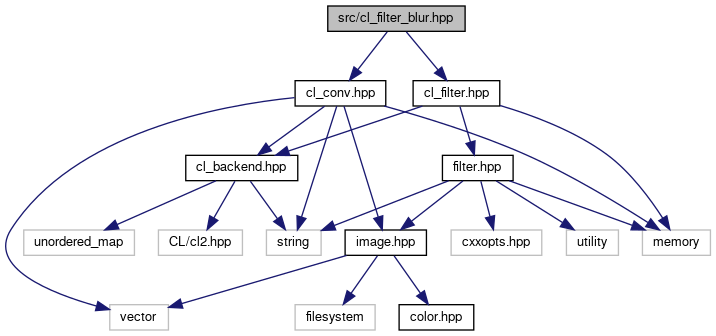 src/cl_filter_blur.hpp
cl_conv.hpp
cl_filter.hpp
cl_backend.hpp
filter.hpp
unordered_map
CL/cl2.hpp
string
image.hpp
cxxopts.hpp
utility
memory
vector
filesystem
color.hpp